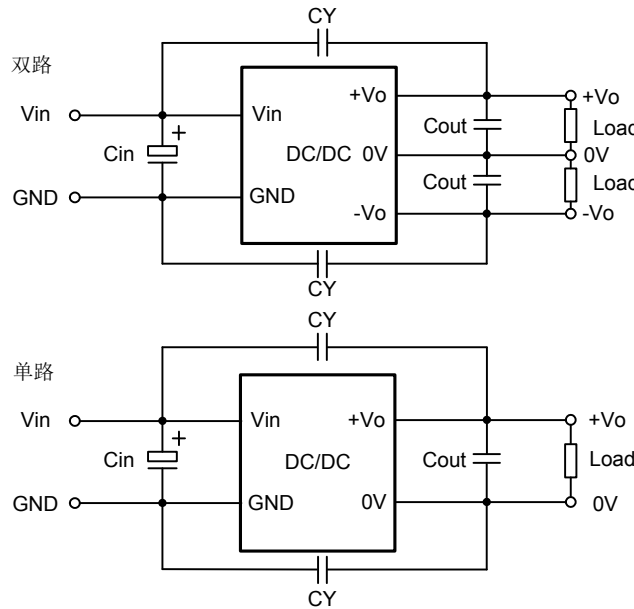 CY
双路
Vin
Vin
+Vo
+Vo
Cin
+
Cout
Load
DC/DC
0V
0V
GND
GND
Cout
Load
-Vo
-Vo
CY
CY
单路
Vin
Vin
+Vo
+Vo
Cin
+
DC/DC
Cout
Load
GND
GND
0V
0V
CY